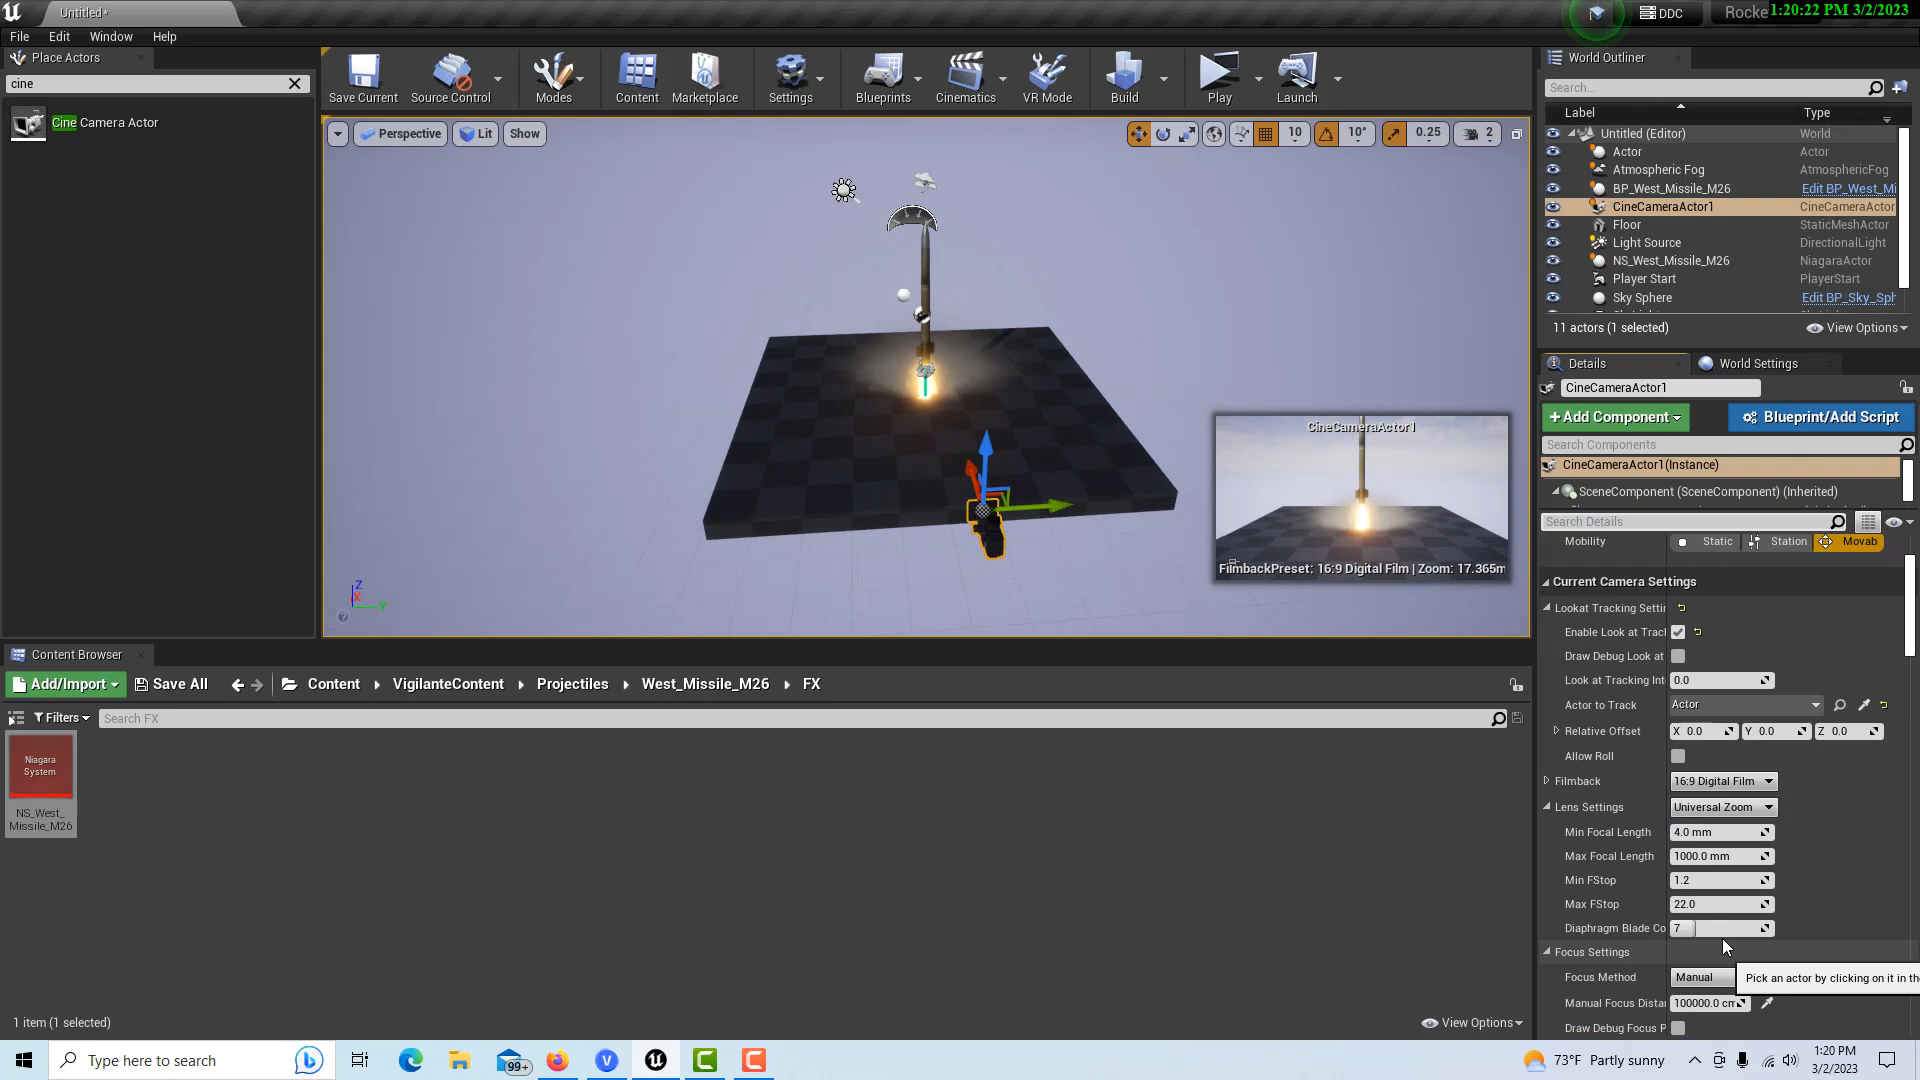 Untitled*
DDC
Rocke
1:20:22 PM 3/2/2023
File
Edit
Window
Help
Place Actors
cine
Cine Camera Actor
Save Current
Source Control
Modes
Content
Marketplace
Settings
Blueprints
Cinematics
VR Mode
Build
Play
Launch
Perspective
Lit
Show
10
10°
0.25
2
CineCameraActor1
FilmbackPreset: 16:9 Digital Film | Zoom: 17.365m
Z
X
Y
World Outliner
Search...
Label
Type
Untitled (Editor)
World
Actor
Actor
Atmospheric Fog
AtmosphericFog
BP_West_Missile_M26
Edit BP_West_Mi
CineCameraActor1
CineCameraActor
Floor
StaticMeshActor
Light Source
DirectionalLight
NS_West_Missile_M26
NiagaraActor
Player Start
PlayerStart
Sky Sphere
Edit BP_Sky_Sph
11 actors (1 selected)
View Options
Details
World Settings
CineCameraActor1
+Add Component
Blueprint/Add Script
Search Components
CineCameraActor1(Instance)
SceneComponent (SceneComponent) (Inherited)
Search Details
Mobility
Static
Station
Movab
Current Camera Settings
Lookat Tracking Settin
Enable Look at Track
Draw Debug Look at
Look at Tracking Int
0.0
Actor to Track
Actor
Relative Offset
X 0.0
Y 0.0
Z 0.0
Allow Roll
Filmback
16:9 Digital Film
Lens Settings
Universal Zoom
Min Focal Length
4.0 mm
Max Focal Length
1000.0 mm
Min FStop
1.2
Max FStop
22.0
Diaphragm Blade Co
7
Focus Settings
Focus Method
Manual
Pick an actor by clicking on it in the
Manual Focus Distan
100000.0 cm
Draw Debug Focus P
Content Browser
Add/Import
Save All
Content
VigilanteContent
Projectiles
West_Missile_M26
FX
Filters
Search FX
Niagara
System
NS_West_
Missile_M26
1 item (1 selected)
View Options
Type here to search
99+
73°F Partly sunny
1:20 PM
3/2/2023